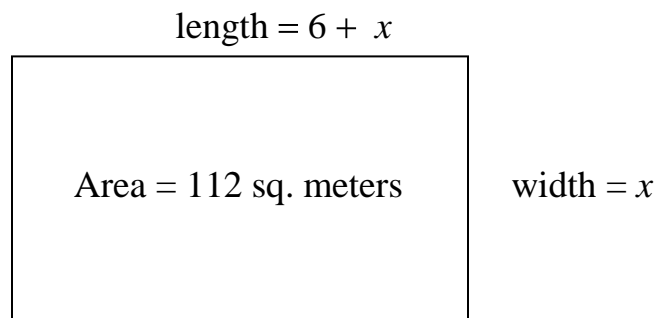 length = 6 + x
Area = 112 sq. meters
width = x